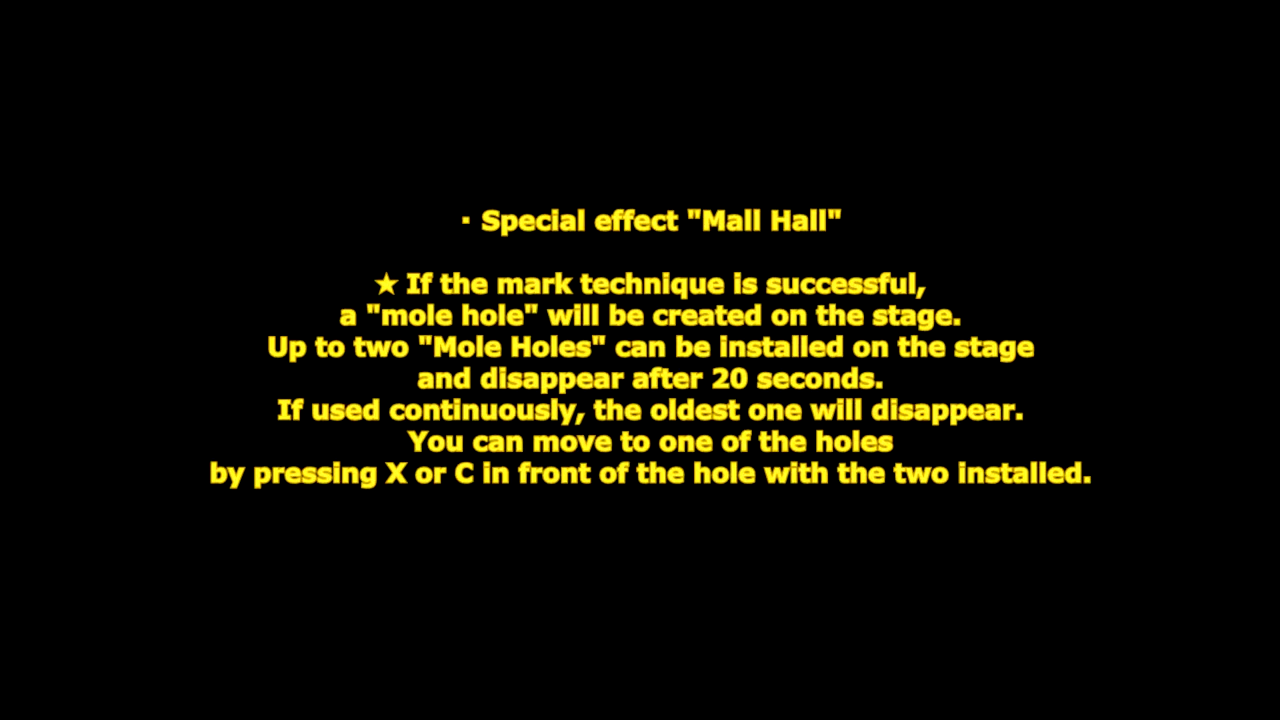 · Special effect "Mall Hall"
★ If the mark technique is successful,
a "mole hole" will be created on the stage.
Up to two "Mole Holes" can be installed on the stage
and disappear after 20 seconds.
If used continuously, the oldest one will disappear.
You can move to one of the holes
by pressing X or C in front of the hole with the two installed.